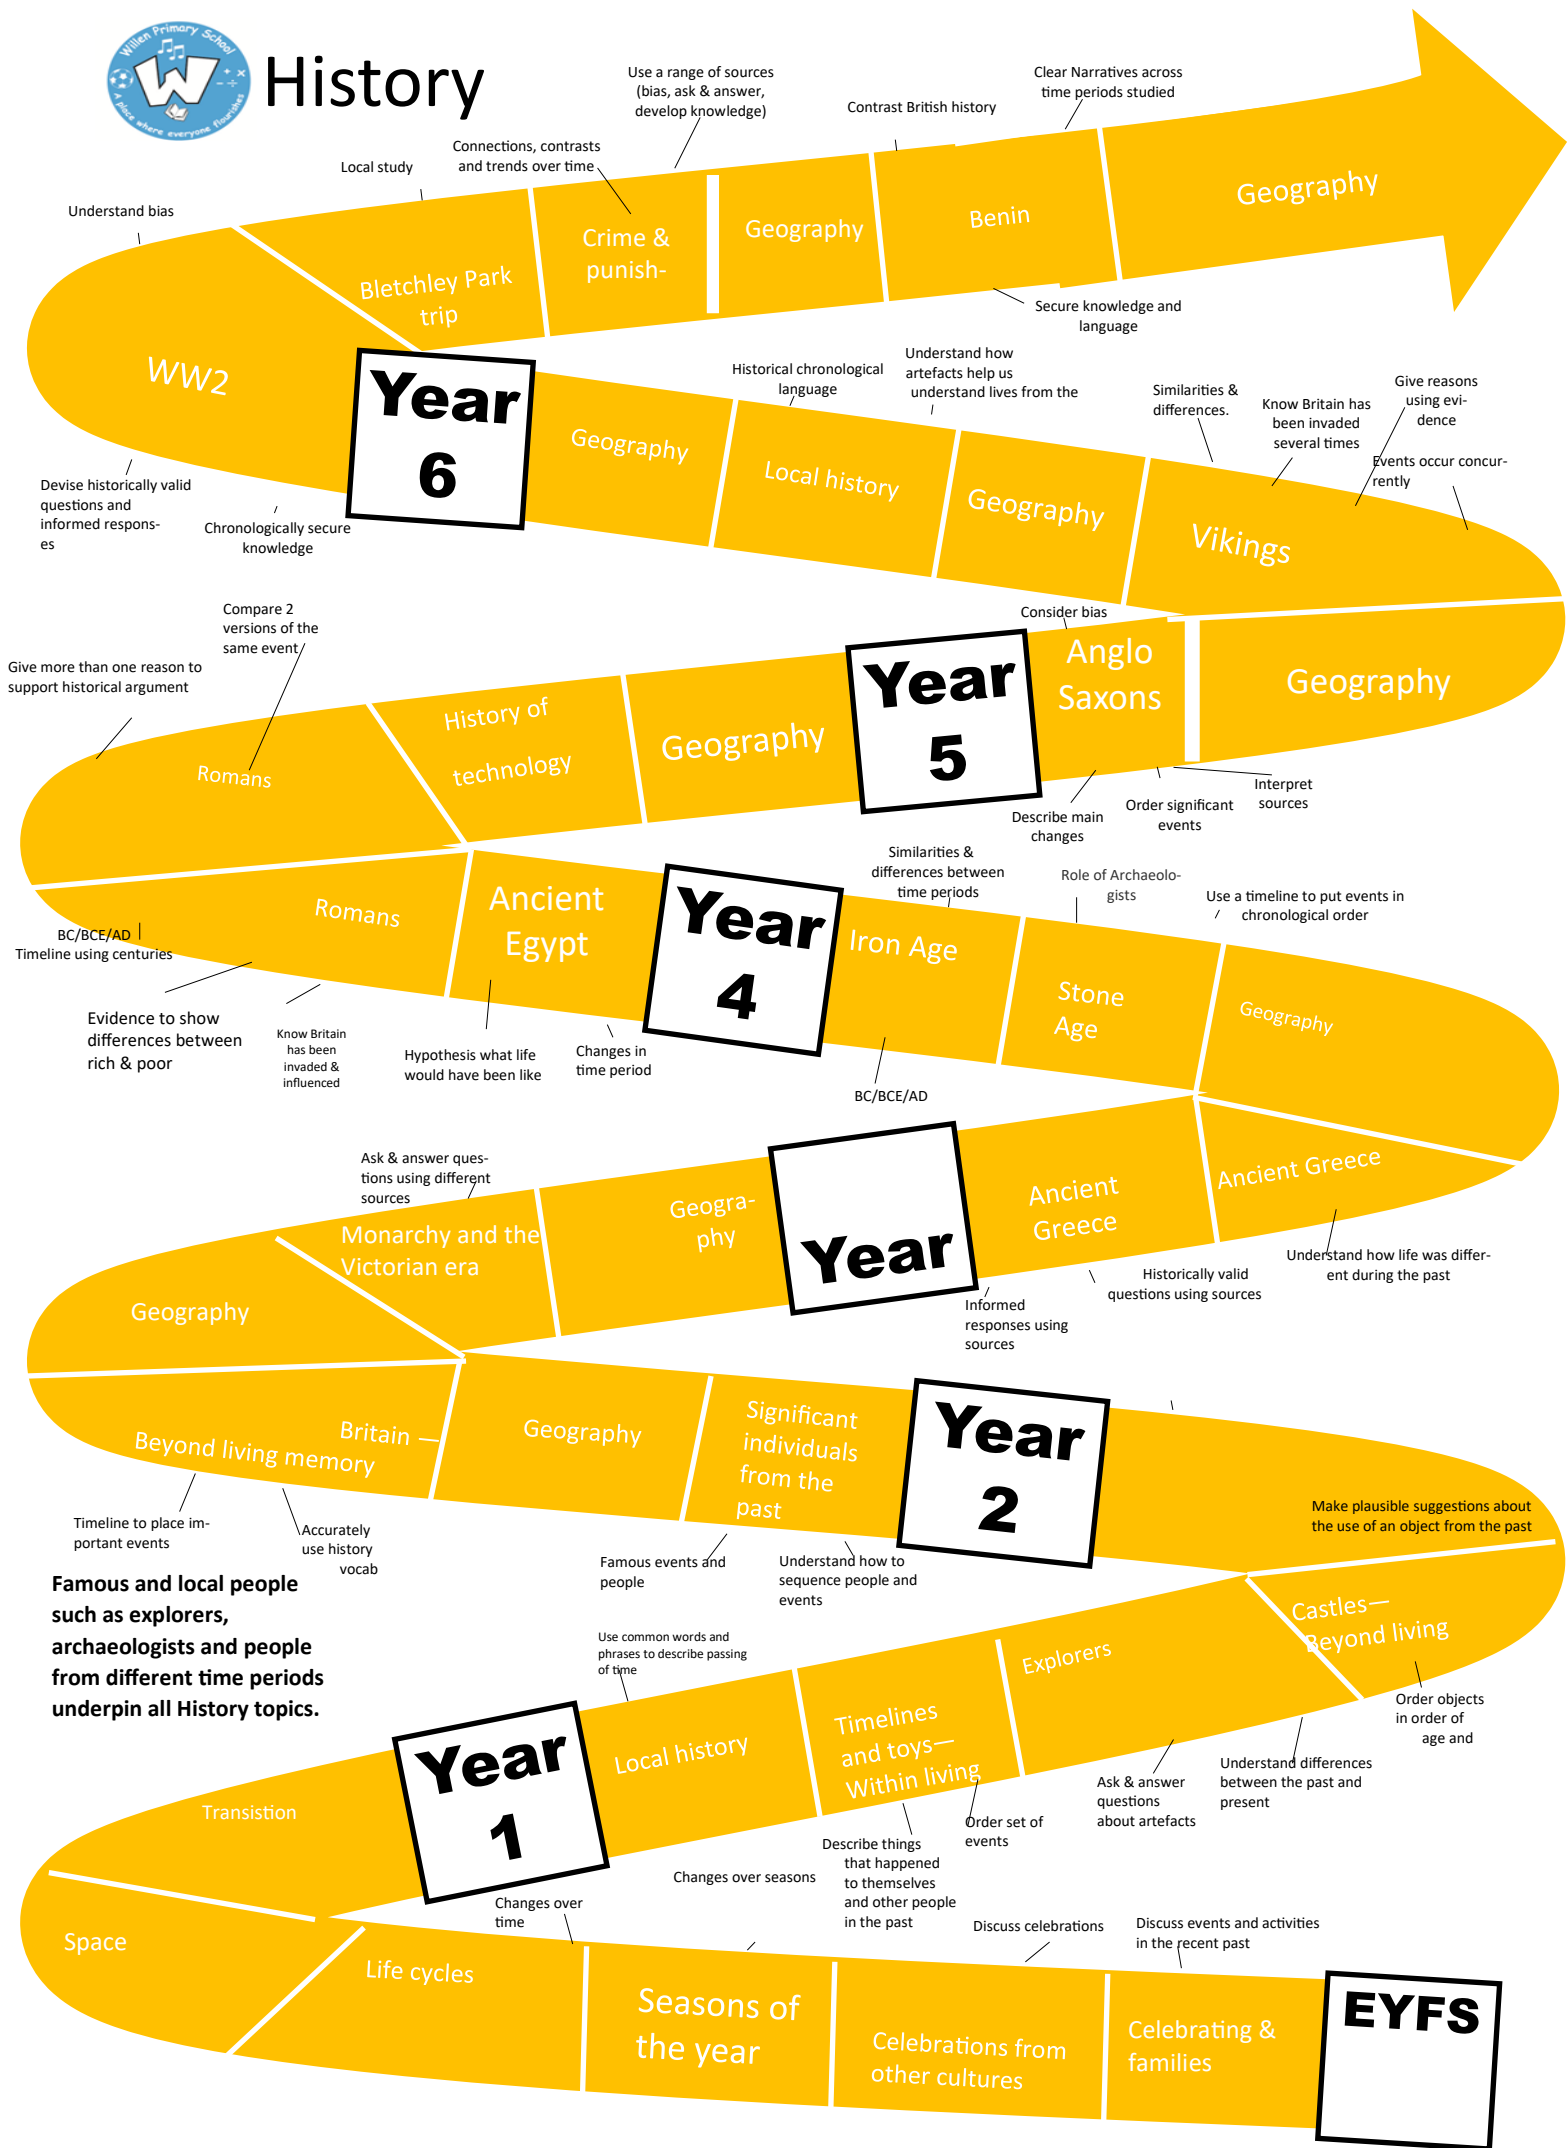 Willen Primary School
W
A place where everyone flourishes
History
Use a range of sources
(bias, ask & answer,
develop knowledge)
Clear Narratives across
time periods studied
Contrast British history
Connections, contrasts
and trends over time
Local study
Understand bias
Geography
Benin
Geography
Crime &
punish-
Bletchley Park
trip
WW2
Secure knowledge and
language
Year
6
Devise historically valid
questions and
informed respons-
es
Chronologically secure
knowledge
Historical chronological
language
Understand how
artefacts help us
understand lives from the
Similarities &
differences.
Know Britain has
been invaded
several times
Give reasons
using evi-
dence
Events occur concur-
rently
Geography
Local history
Geography
Vikings
Compare 2
versions of the
same event
Give more than one reason to
support historical argument
Consider bias
Romans
History of
technology
Geography
Year
5
Anglo
Saxons
Geography
Describe main
changes
Order significant
events
Interpret
sources
Similarities &
differences between
time periods
Role of Archaeolo-
gists
Use a timeline to put events in
chronological order
Romans
Ancient
Egypt
Year
4
Iron Age
Stone
Age
Geography
BC/BCE/AD
Timeline using centuries
Evidence to show
differences between
rich & poor
Know Britain
has been
invaded &
influenced
Hypothesis what life
would have been like
Changes in
time period
BC/BCE/AD
Ask & answer ques-
tions using different
sources
Geography
Monarchy and the
Victorian era
Geogra-
phy
Year
Ancient
Greece
Ancient Greece
Informed
responses using
sources
Historically valid
questions using sources
Understand how life was differ-
ent during the past
Britain —
Beyond living memory
Geography
Significant
individuals
from the
past
Year
2
Make plausible suggestions about
the use of an object from the past
Timeline to place im-
portant events
Accurately
use history
vocab
Famous events and
people
Understand how to
sequence people and
events
Famous and local people
such as explorers,
archaeologists and people
from different time periods
underpin all History topics.
Use common words and
phrases to describe passing
of time
Transistion
Year
1
Local history
Timelines
and toys—
Within living
Explorers
Castles—
Beyond living
Order objects
in order of
age and
Understand differences
between the past and
present
Ask & answer
questions
about artefacts
Order set of
events
Describe things
that happened
to themselves
and other people
in the past
Changes over seasons
Changes over
time
Discuss celebrations
Discuss events and activities
in the recent past
Space
Life cycles
Seasons of
the year
Celebrations from
other cultures
Celebrating &
families
EYFS